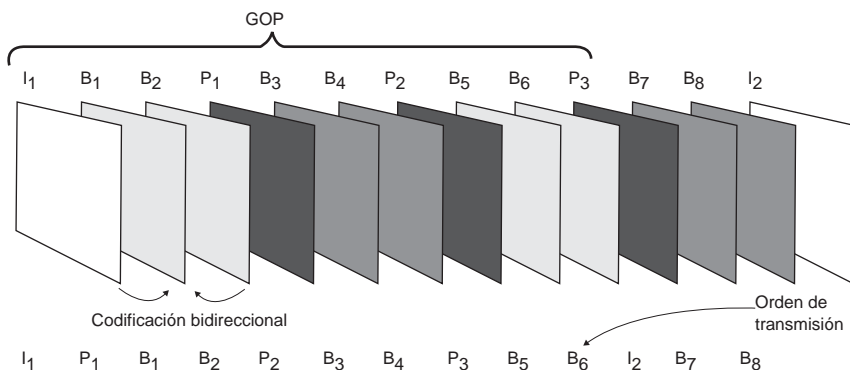 GOP
I1 B1 B2 P1 B3 B4 P2 B5 B6 P3 B7 B8 I2
Codificación bidireccional
Orden de
transmisión
I1 P1 B1 B2 P2 B3 B4 P3 B5 B6 I2 B7 B8